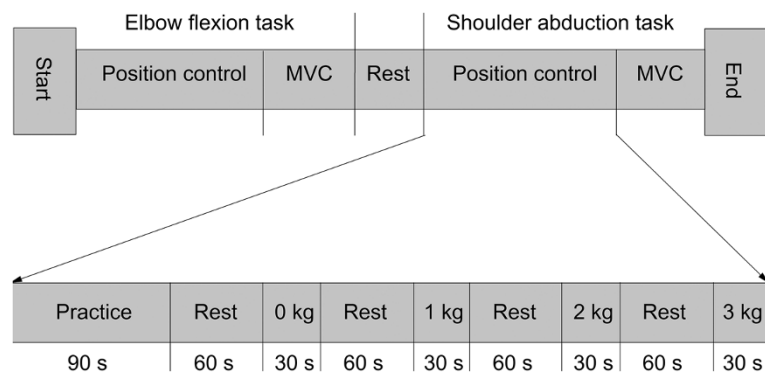 Elbow flexion task Shoulder abduction task
Start Position control MVC Rest Position control MVC End
Practice Rest 0 kg Rest 1 kg Rest 2 kg Rest 3 kg
90 s 60 s 30 s 60 s 30 s 60 s 30 s 60 s 30 s